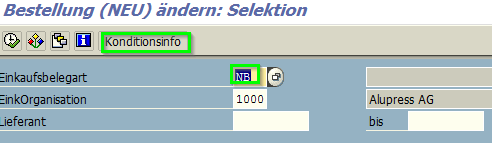 Bestellung (NEU) ändern: Selektion
Konditionsinfo
Einkaufsbelegart NB
EinkOrganisation 1000 Alupress AG
Lieferant bis